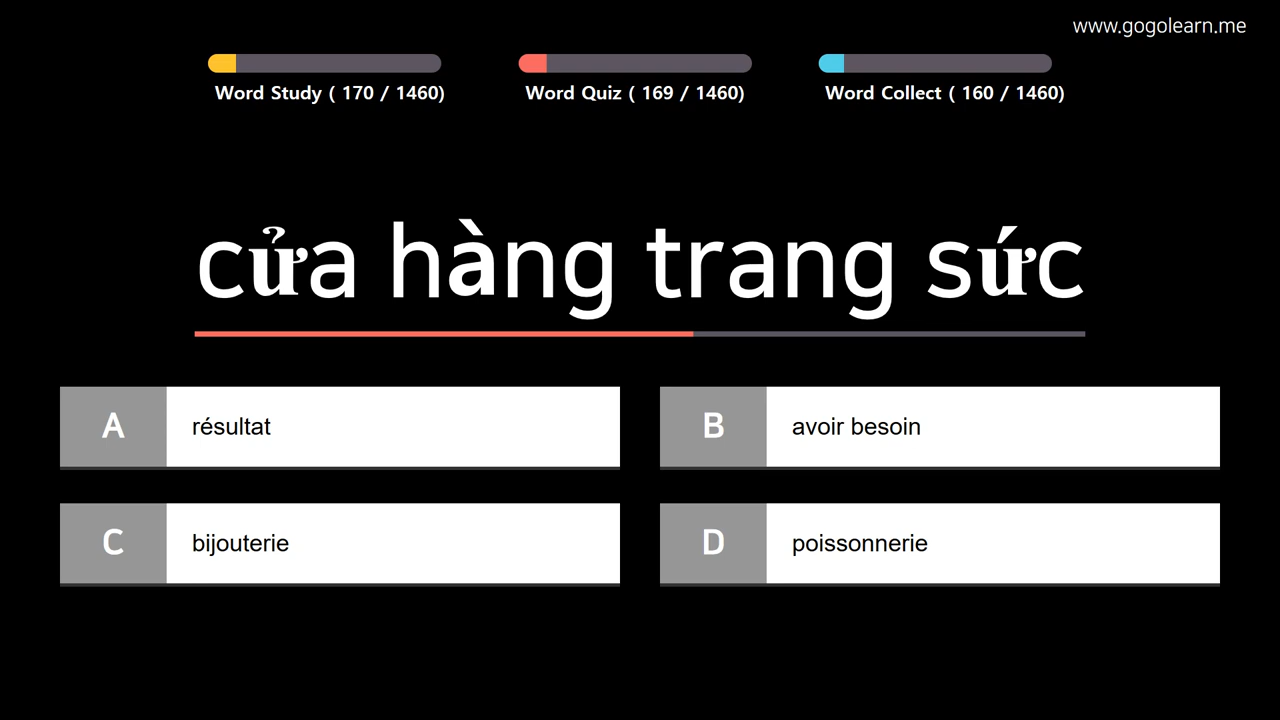 www.gogolearn.me
Word Study ( 170 / 1460)
Word Quiz ( 169 / 1460)
Word Collect ( 160 / 1460)
cửa hàng trang sức
A résultat
B avoir besoin
C bijouterie
D poissonnerie